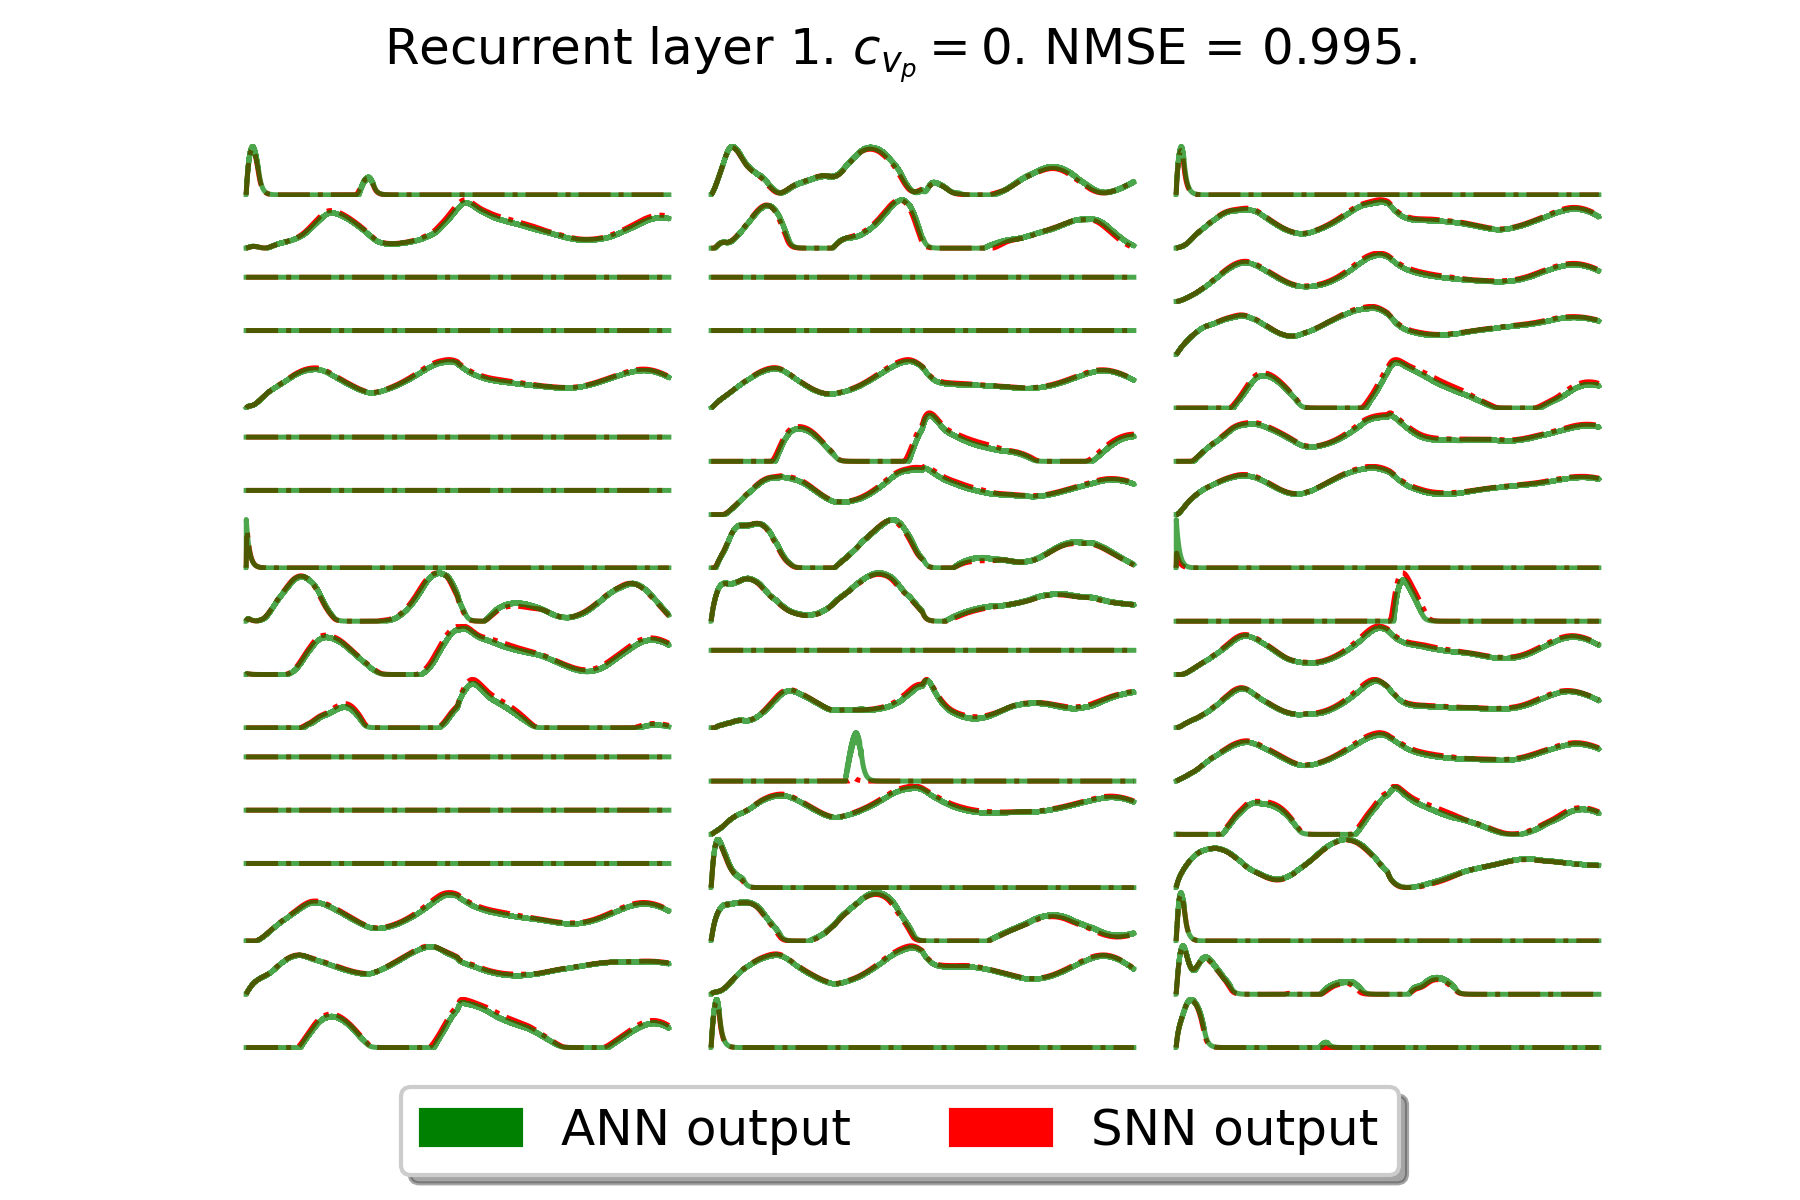 Recurrent layer 1. $c_{v_p} = 0$. NMSE = 0.995.
ANN output
SNN output